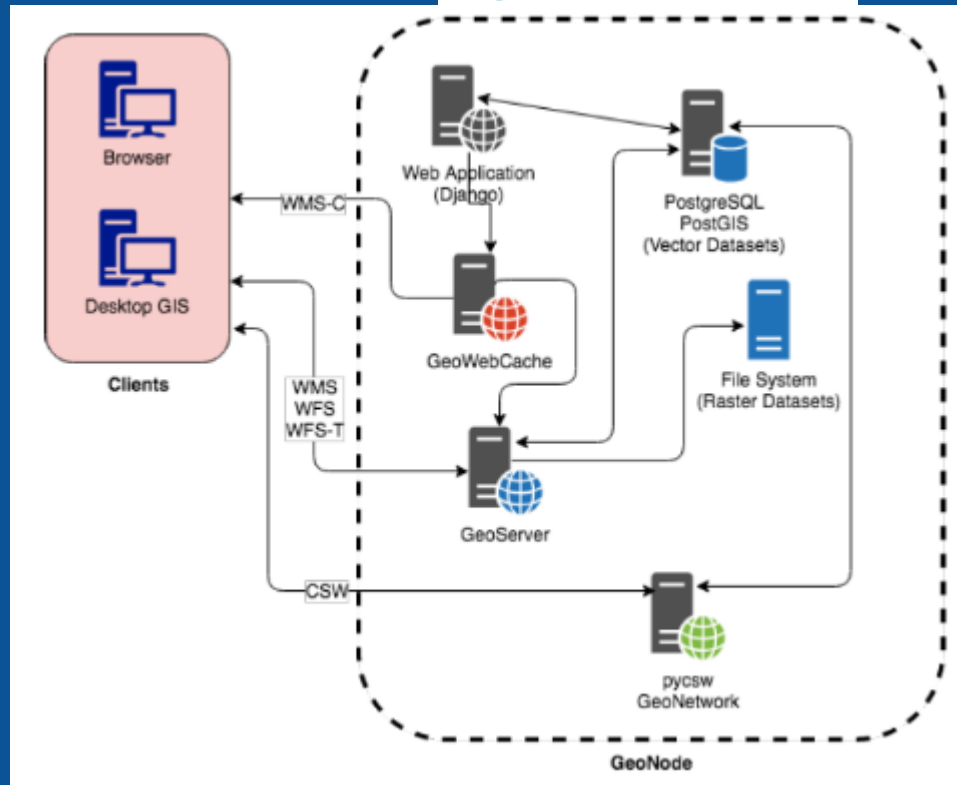 Browser
Desktop GIS
Clients
WMS-C
WMS
WFS
WFS-T
CSW
Web Application
(Django)
PostgreSQL
PostGIS
(Vector Datasets)
GeoWebCache
File System
(Raster Datasets)
GeoServer
pycsw
GeoNetwork
GeoNode